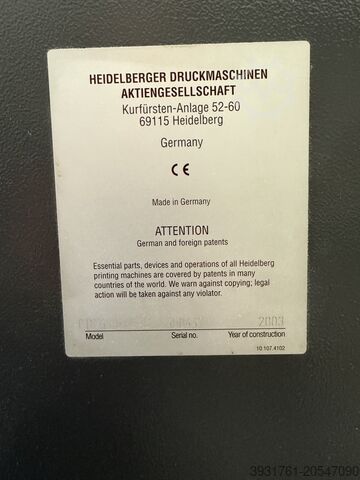 HEIDELBERGER DRUCKMASCHINEN
AKTIENGESELLSCHAFT
Kurfürsten-Anlage 52-60
69115 Heidelberg
Germany
CE
Made in Germany
ATTENTION
German and foreign patents
Essential parts, devices and operations of all Heidelberg
printing machines are covered by patents in many
countries of the world. We warn against copying; legal
action will be taken against any violator.
2003
Model Serial no. Year of construction
10.107.4102
3931761-20547090